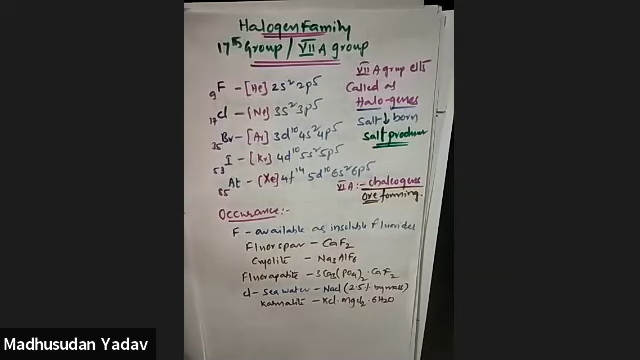 Halogen Family
17th Group / VII A group
9F - [He] 2s² 2p5
17Cl - [Ne] 3s² 3p5
35Br - [Ar] 3d10 4s² 4p5
53I - [Kr] 4d10 5s² 5p5
85At - [Xe] 4f14 5d10 6s² 6p5
VII A group elts
Called as
Halo-genes
Salt ↓ born
Salt producer
VI A :- chalcogens
Ore forming.
Occurance :-
F - available as insoluble fluorides
Fluorspar - CaF2
Cryolite - Na3AlF6
Fluorapatite - 3Ca3(PO4)2.CaF2
Cl - Sea water - Nacl (2.5% by mass)
Karnalite - Kcl.Mgcl2.6H2O
Madhusudan Yadav